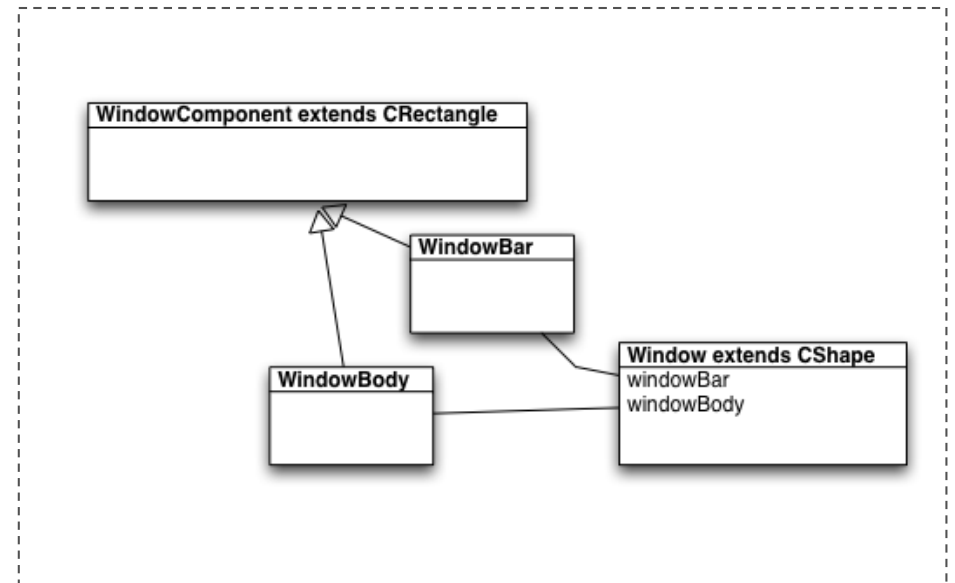 WindowComponent extends CRectangle
WindowBar
Window extends CShape
windowBar
windowBody
WindowBody